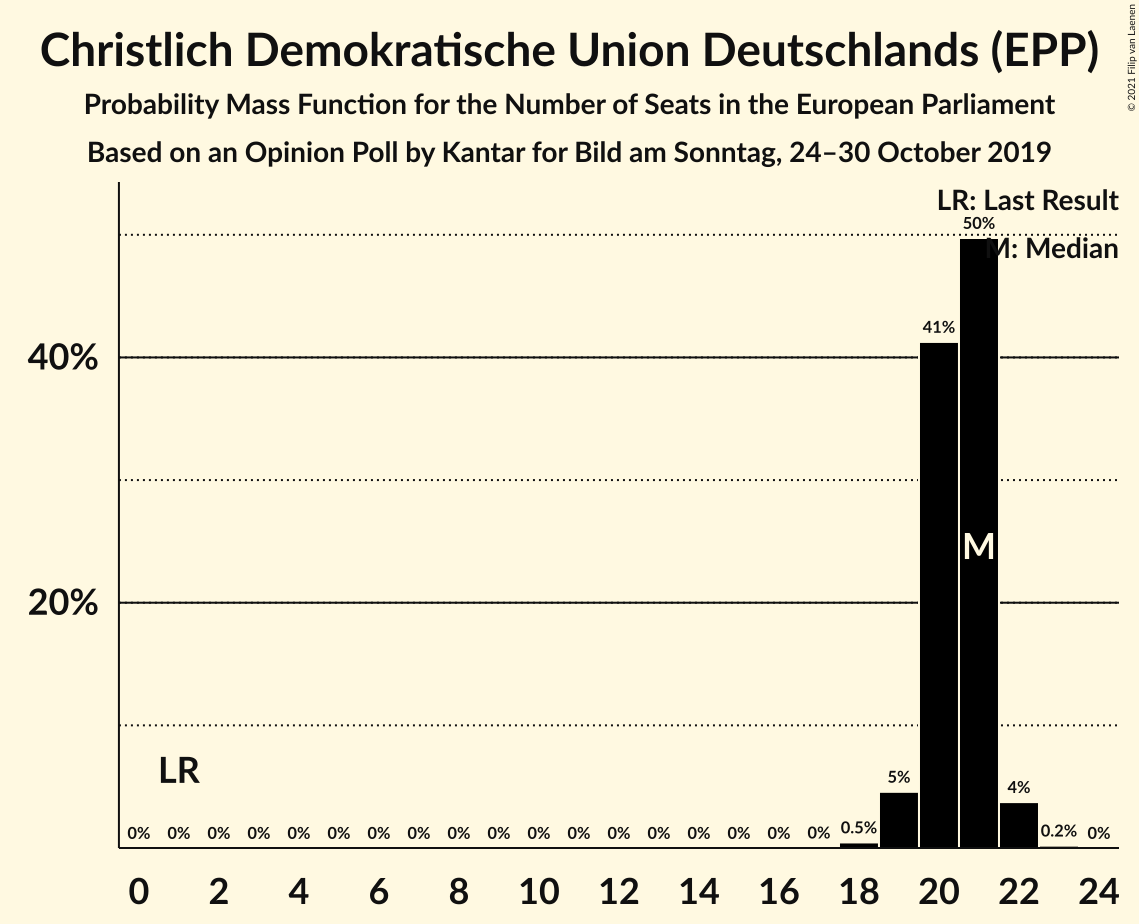 Christlich Demokratische Union Deutschlands (EPP)
Probability Mass Function for the Number of Seats in the European Parliament
Based on an Opinion Poll by Kantar for Bild am Sonntag, 24–30 October 2019
© 2021 Filip van Laenen
LR: Last Result
M: Median
50%
41%
40%
M
20%
LR
5%
4%
0% 0% 0% 0% 0% 0% 0% 0% 0% 0% 0% 0% 0% 0% 0% 0% 0% 0% 0.5% 0.2% 0%
0 2 4 6 8 10 12 14 16 18 20 22 24